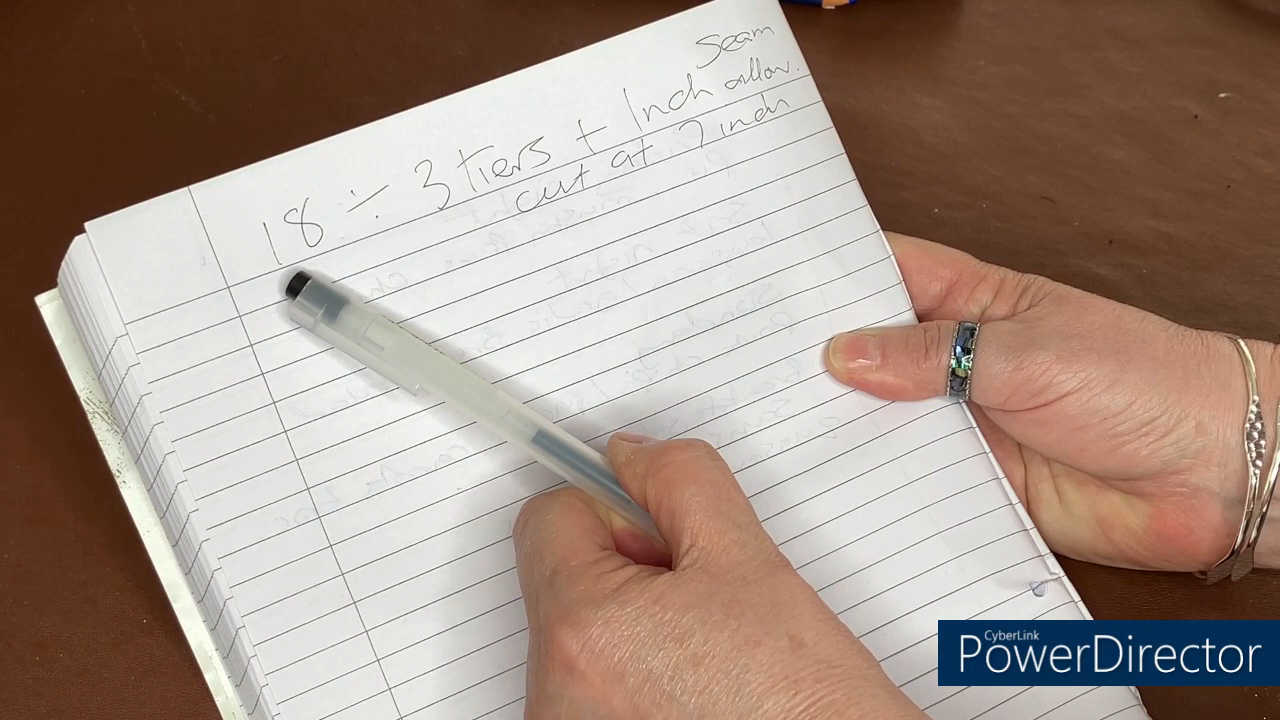 Seam
18 ÷ 3 tiers + 1 inch allow.
cut at 7 inch
CyberLink
PowerDirector